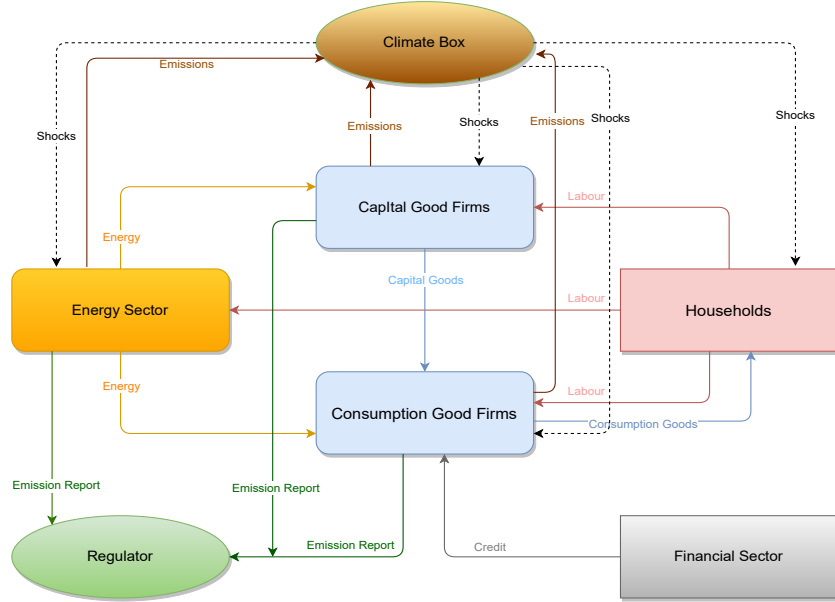 Climate Box
Emissions
Emissions
Shocks
Emissions
Shocks
Shocks
Shocks
CapItal Good Firms
Labour
Energy
Capital Goods
Energy Sector
Labour
Households
Energy
Consumption Good Firms
Labour
Consumption Goods
Emission Report
Emission Report
Emission Report
Credit
Regulator
Financial Sector